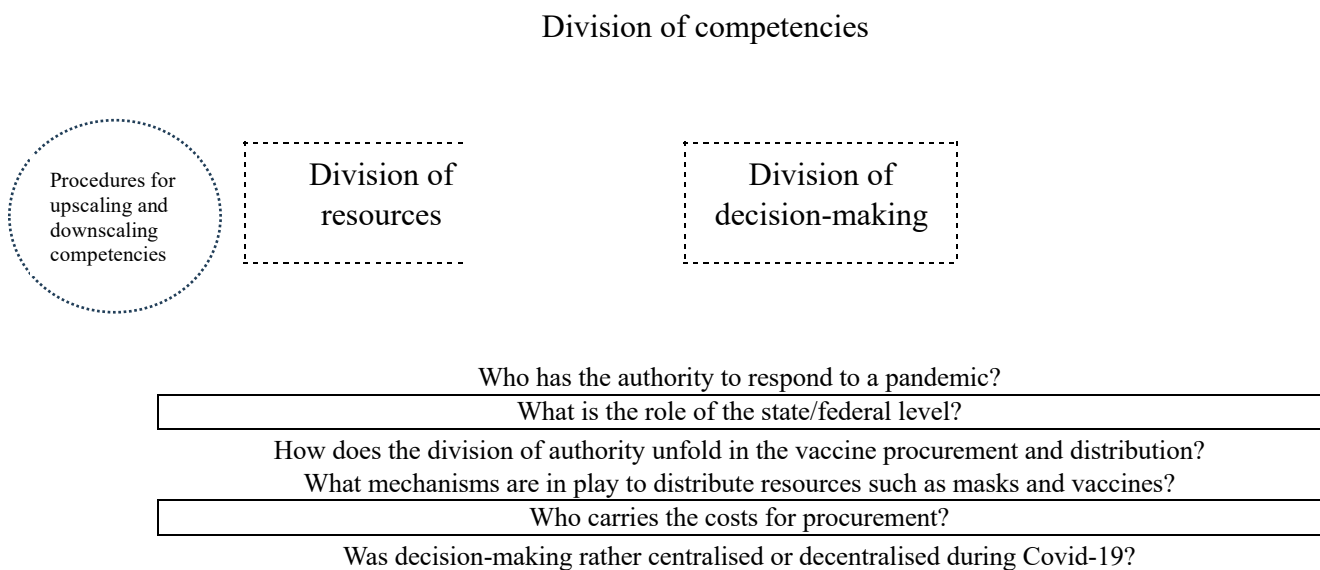 Division of competencies
Procedures for
upscaling and
downscaling
competencies
Division of
resources
Division of
decision-making
Who has the authority to respond to a pandemic?
What is the role of the state/federal level?
How does the division of authority unfold in the vaccine procurement and distribution?
What mechanisms are in play to distribute resources such as masks and vaccines?
Who carries the costs for procurement?
Was decision-making rather centralised or decentralised during Covid-19?